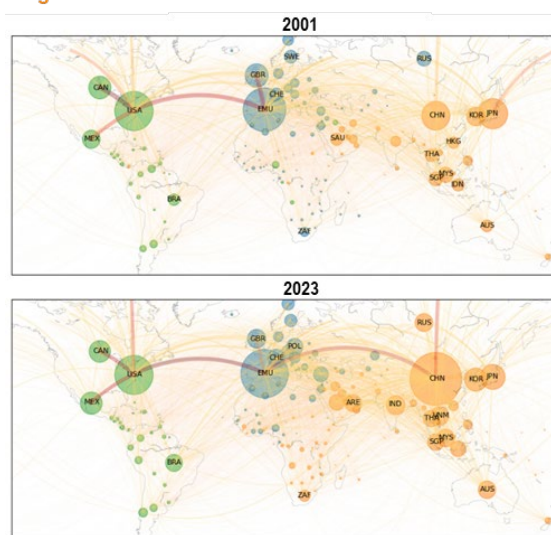 2001
RUS
SWE
GBR
CAN
CHE
USA
EMU
CHN
KOR
JPN
MEX
SAU
HKG
THA
MYS
SGP
IDN
BRA
AUS
ZAF
2023
RUS
GBR
POL
CAN
CHE
USA
EMU
CHN
KOR
JPN
MEX
ARE
IND
VNM
THA
MYS
SGP
BRA
AUS
ZAF